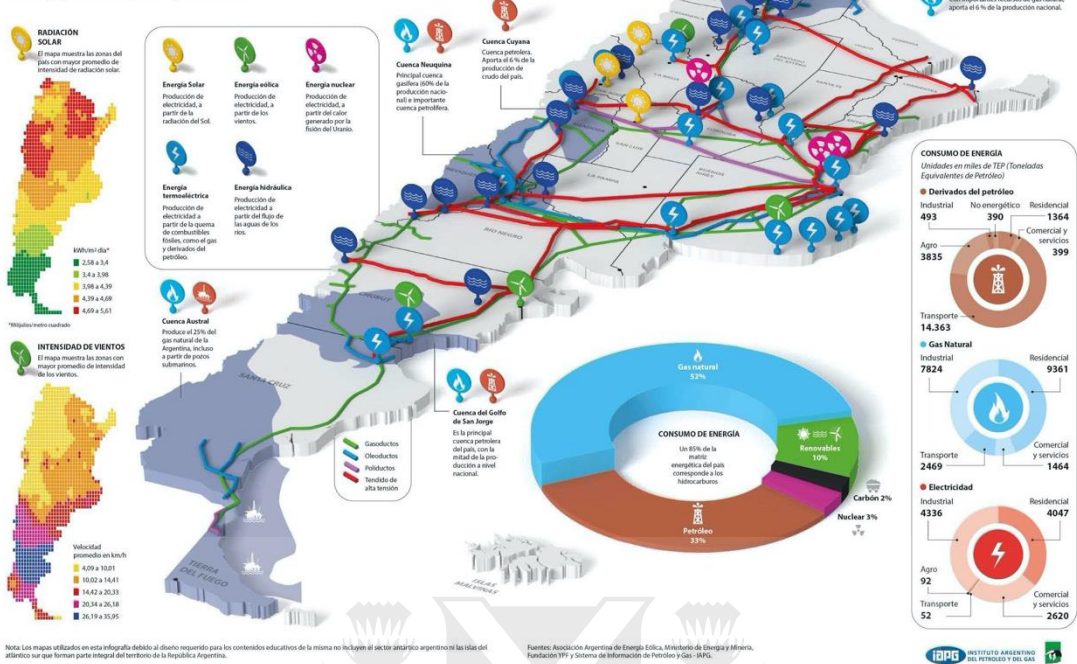 RADIACIÓN
SOLAR
El mapa muestra las zonas del
país con mayor promedio de
intensidad de radiación solar.
kWh/m² día*
2,58 a 3,4
3,4 a 3,98
3,98 a 4,39
4,39 a 4,69
4,69 a 5,61
INTENSIDAD DE VIENTOS
El mapa muestra las zonas con
mayor promedio de intensidad
de los vientos.
Velocidad
promedio en km/h
4,09 a 10,01
10,02 a 14,41
14,42 a 20,33
20,34 a 26,18
26,19 a 35,95
Energía Solar
Producción de
electricidad, a
partir de la
radiación del Sol.
Energía eólica
Producción de
electricidad, a
partir de los
vientos.
Energía nuclear
Producción de
electricidad, a
partir del calor
generado por la
fisión del Uranio.
Energía
termoeléctrica
Producción de
electricidad a
partir de la quema
de combustibles
fósiles, como el gas
y derivados del
petróleo.
Energía hidráulica
Producción de
electricidad a
partir del flujo de
las aguas de los
ríos.
Cuenca Neuquina
Principal cuenca
gasífera (60% de la
producción nacio-
nal) e importante
cuenca petrolífera.
Cuenca Cuyana
Cuenca petrolera.
Aporta el 6 % de la
producción de
crudo del país.
aporta el 6 % de la producción nacional.
LA RIOJA
SAN LUIS
LA PAMPA
BUENOS
AIRES
RÍO NEGRO
CHUBUT
SANTA CRUZ
TIERRA
DEL FUEGO
ISLAS
MALVINAS
Cuenca Austral
Produce el 25% del
gas natural de la
Argentina, incluso
a partir de pozos
submarinos.
Cuenca del Golfo
de San Jorge
Es la principal
cuenca petrolera
del país, con la
mitad de la pro-
ducción a nivel
nacional.
Gasoductos
Oleoductos
Poliductos
Tendido de
alta tensión
Gas natural
52%
CONSUMO DE ENERGÍA
Un 85% de la
matriz
energética del país
corresponde a los
hidrocarburos
Renovables
10%
Carbón 2%
Nuclear 3%
Petróleo
33%
CONSUMO DE ENERGÍA
Unidades en miles de TEP (Toneladas
Equivalentes de Petróleo)
Derivados del petróleo
Industrial
493
No energético
390
Residencial
1364
Comercial y
servicios
399
Agro
3835
Transporte
14.363
Gas Natural
Industrial
7824
Residencial
9361
Transporte
2469
Comercial
y servicios
1464
Electricidad
Industrial
4336
Residencial
4047
Agro
92
Transporte
52
Comercial
y servicios
2620
Nota: Los mapas utilizados en esta infografía debido al diseño requerido para los contenidos educativos de la misma no incluyen el sector antártico argentino ni las islas del
atlántico sur que forman parte integral del territorio de la República Argentina.
Fuentes: Asociación Argentina de Energía Eólica, Ministerio de Energía y Minería,
Fundación YPF y Sistema de Información de Petróleo y Gas - IAPG.
iAPG INSTITUTO ARGENTINO
DEL PETROLEO Y DEL GAS